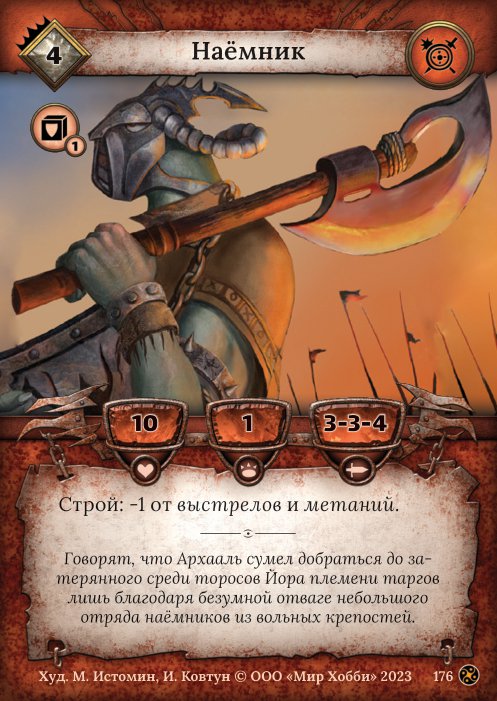 4
Наёмник
1
10
1
3-3-4
Строй: -1 от выстрелов и метаний.
Говорят, что Архааль сумел добраться до за-
терянного среди торосов Йора племени таргов
лишь благодаря безумной отваге небольшого
отряда наёмников из вольных крепостей.
Худ. М. Истомин, И. Ковтун © ООО «Мир Хобби» 2023 176